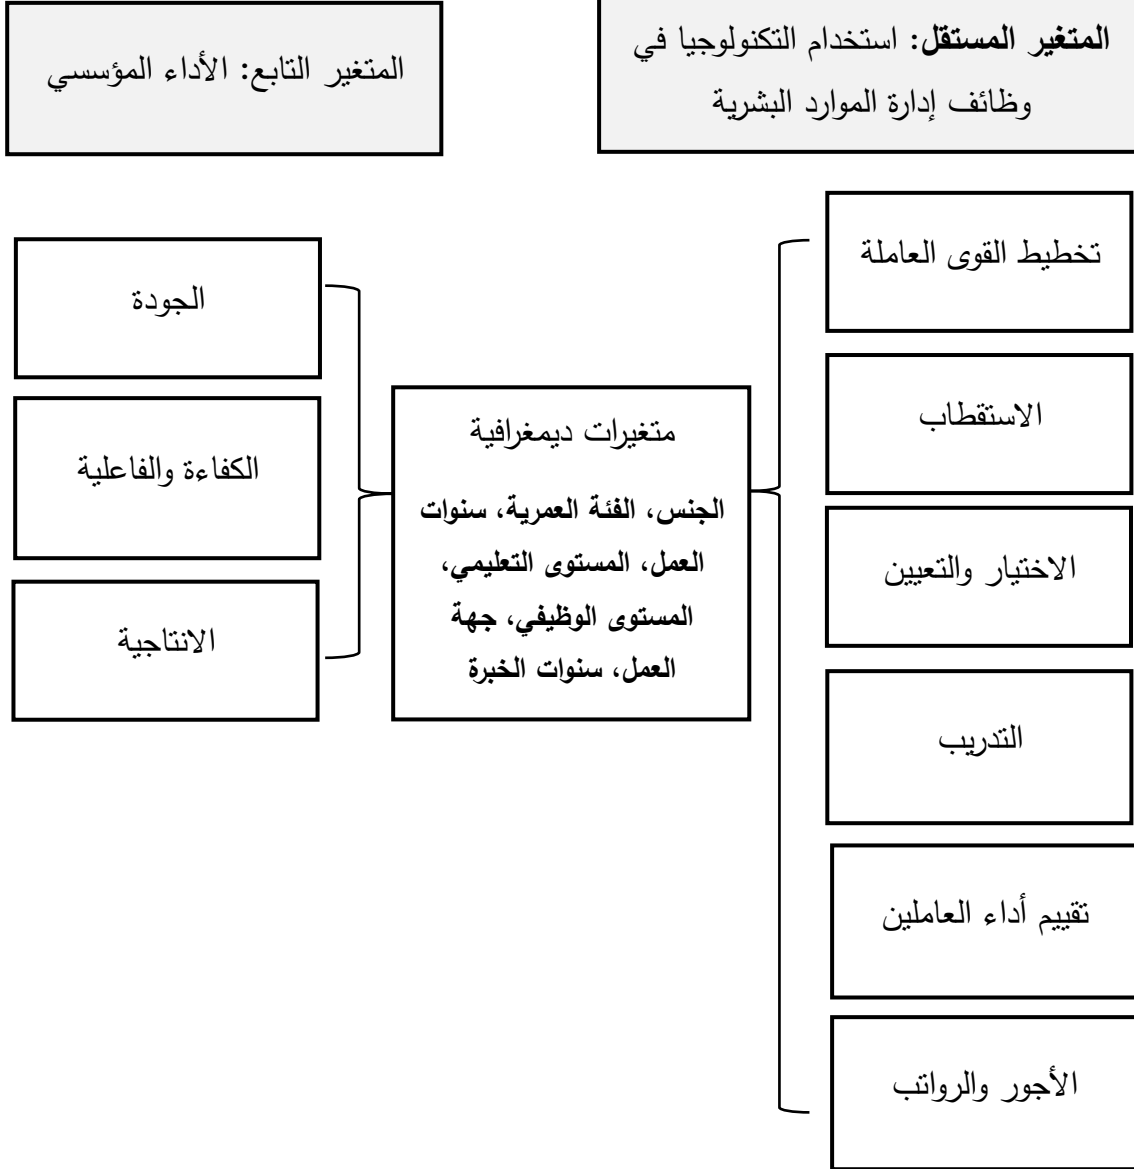 المتغير المستقل: استخدام التكنولوجيا في
وظائف إدارة الموارد البشرية
المتغير التابع: الأداء المؤسسي
تخطيط القوى العاملة
الاستقطاب
الاختيار والتعيين
التدريب
تقييم أداء العاملين
الأجور والرواتب
متغيرات ديمغرافية
الجنس، الفئة العمرية، سنوات
العمل، المستوى التعليمي،
المستوى الوظيفي، جهة
العمل، سنوات الخبرة
الجودة
الكفاءة والفاعلية
الانتاجية